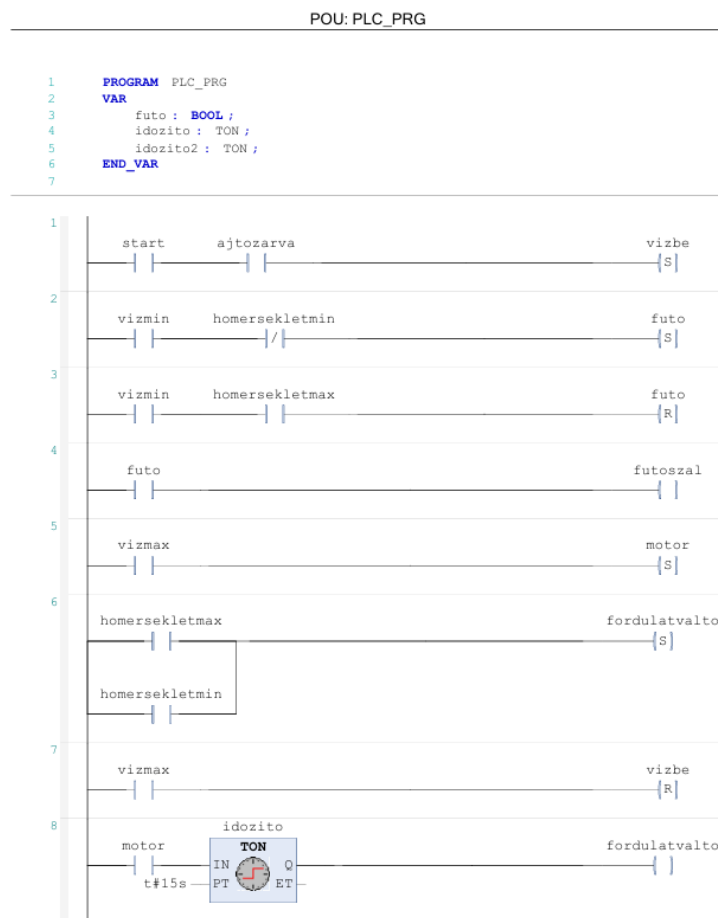 POU: PLC_PRG
1 PROGRAM PLC_PRG
2 VAR
3 futo : BOOL ;
4 idozito : TON ;
5 idozito2 : TON ;
6 END_VAR
7
1
start ajtozarva vizbe
S
2
vizmin homersekletmin futo
/ S
3
vizmin homersekletmax futo
R
4
futo futoszal
5
vizmax motor
S
6
homersekletmax fordulatvalto
S
homersekletmin
7
vizmax vizbe
R
8
idozito
motor TON fordulatvalto
IN Q
t#15s PT ET